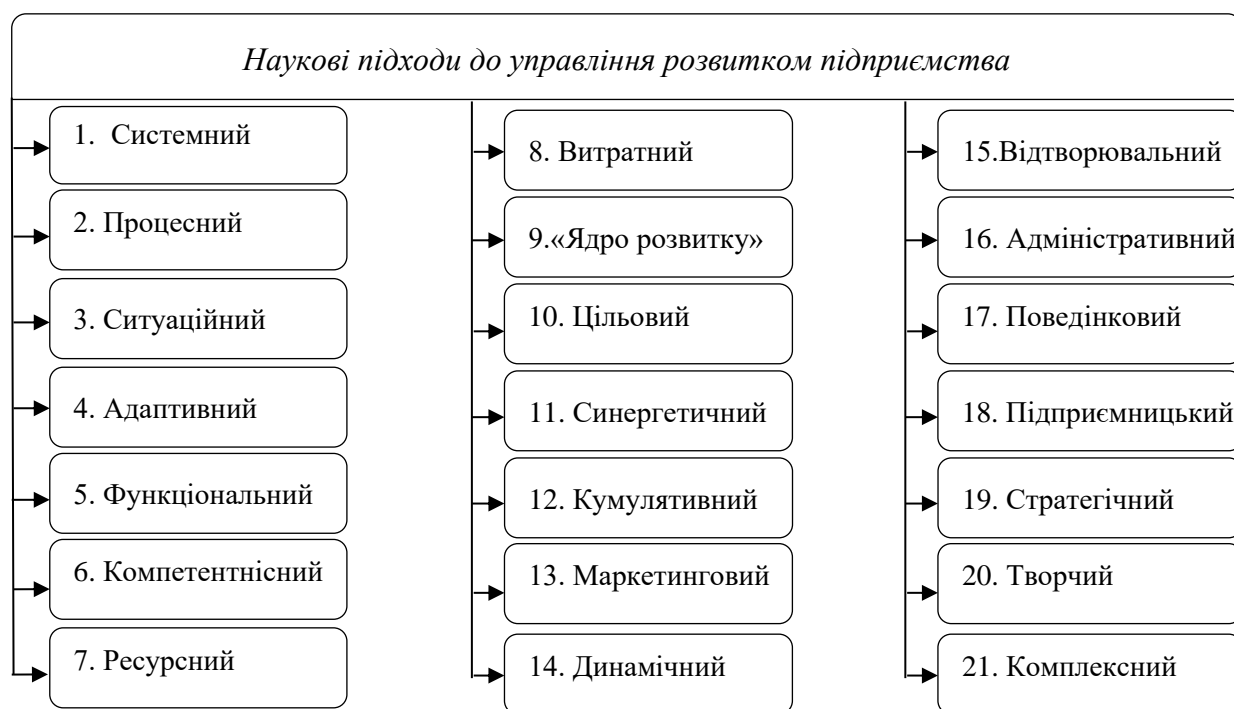 Наукові підходи до управління розвитком підприємства
1. Системний
2. Процесний
3. Ситуаційний
4. Адаптивний
5. Функціональний
6. Компетентнісний
7. Ресурсний
8. Витратний
9.«Ядро розвитку»
10. Цільовий
11. Синергетичний
12. Кумулятивний
13. Маркетинговий
14. Динамічний
15.Відтворювальний
16. Адміністративний
17. Поведінковий
18. Підприємницький
19. Стратегічний
20. Творчий
21. Комплексний